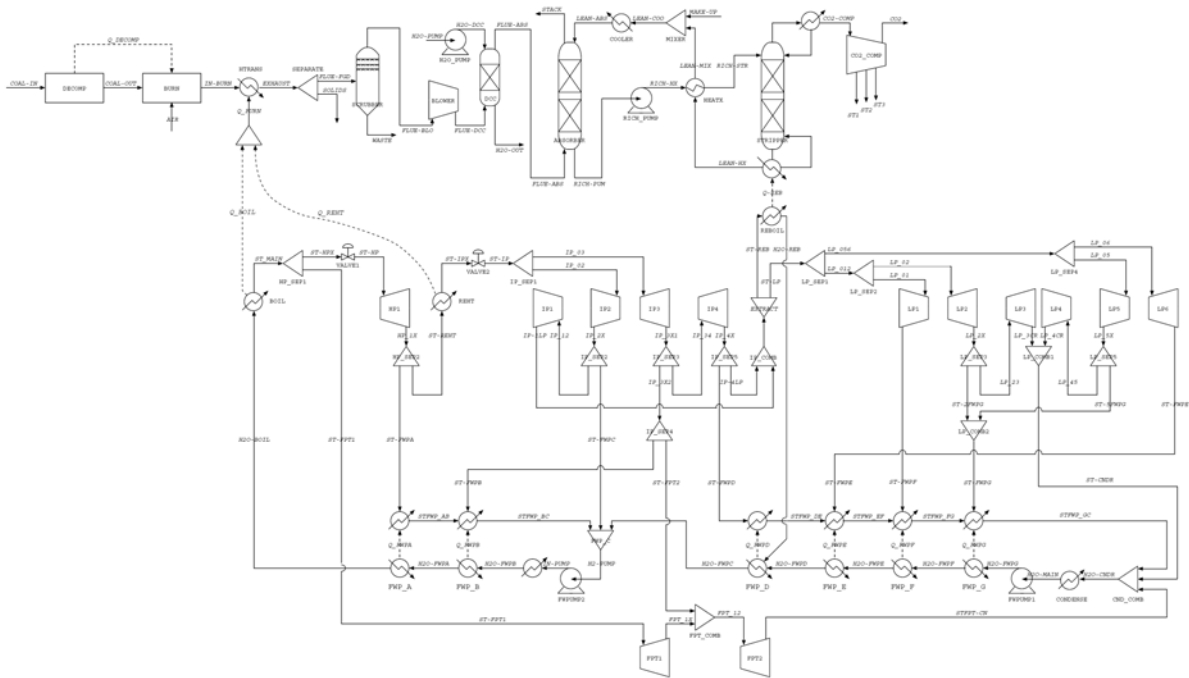 STACK
LEAN-ABS
LEAN-COO
MAKE-UP
CO2-COMP
CO2
H2O-DCC
FLUE-ABS
Q_DECOMP
H2O-PUMP
COOLER
MIXER
H2O_PUMP
LEAN-MIX
RICH-STR
CO2_COMP
HTRANS
SEPARATE
COAL-IN
DECOMP
COAL-OUT
BURN
IN-BURN
EXHAUST
FLUE-FGD
SOLIDS
SCRUBBER
BLOWER
DCC
RICH-HX
HEATX
RICH_PUMP
ST1
ST2
ST3
AIR
Q_BURN
WASTE
FLUE-BLO
FLUE-DCC
H2O-OUT
ABSORBER
STRIPPER
LEAN-HX
FLUE-ABS
RICH-PUM
Q-REB
Q_BOIL
Q_REHT
REBOIL
ST-REB
H2O-REB
ST_MAIN
ST-HPX
ST-HP
VALVE1
HP_SEP1
ST-IPX
ST-IP
VALVE2
IP_SEP1
IP_03
IP_02
ST-LP
LP_056
LP_SEP1
LP_012
LP_SEP2
LP_02
LP_01
LP_SEP4
LP_06
LP_05
BOIL
HP1
REHT
IP1
IP2
IP3
IP4
EXTRACT
LP1
LP2
LP3
LP4
LP5
LP6
HP_1X
HP_SEP2
ST-REHT
IP-1LP
IP_12
IP_2X
IP_SEP2
IP_3X1
IP_SEP3
IP_34
IP_4X
IP_SEP5
IP_COMB
IP-4LP
IP_3X2
IP_SEP4
LP_2X
LP_SEP3
LP_23
LP_3CN
LP_4CN
LP_COMB1
LP_45
LP_5X
LP_SEP5
ST-2FWPG
ST-5FWPG
LP_COMB2
ST-FWPE
H2O-BOIL
ST-FPT1
ST-FWPA
ST-FWPB
ST-FWPC
ST-FPT2
ST-FWPD
ST-FWPE
ST-FWPF
ST-FWPG
ST-CNDR
STFWP_AB
STFWP_BC
STFWP_DE
STFWP_EF
STFWP_FG
STFWP_GC
Q_FWPA
Q_FWPB
FWP_C
Q_FWPD
Q_FWPE
Q_FWPF
Q_FWPG
FWP_A
H2O-FWPA
FWP_B
H2O-FWPB
FWPUMP2
H2-PUMP
H2O-FWPC
FWP_D
H2O-FWPD
FWP_E
H2O-FWPE
FWP_F
H2O-FWPF
FWP_G
H2O-FWPG
FWPUMP1
H2O-MAIN
CONDENSE
H2O-CNDR
CND_COMB
ST-FPT1
FPT1
FPT_1X
FPT_COMB
FPT_12
FPT2
STFPT-CN